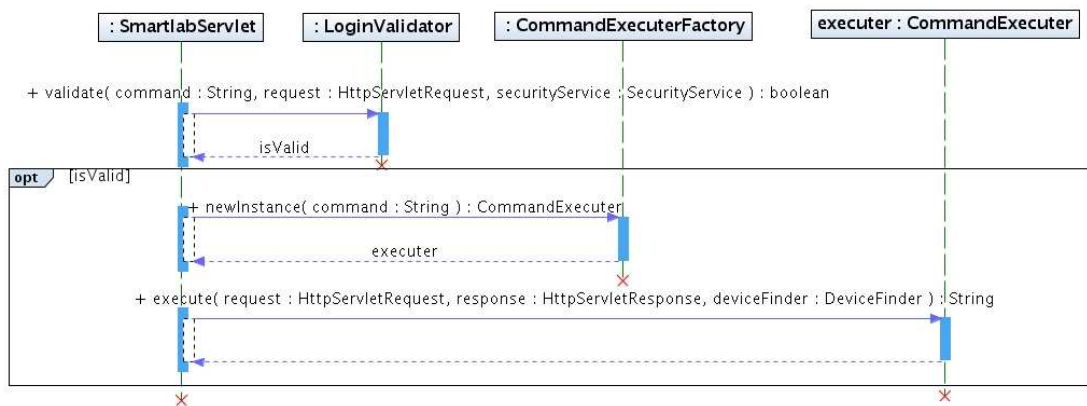 : SmartlabServlet
: LoginValidator
: CommandExecuterFactory
executer : CommandExecuter
+ validate( command : String, request : HttpServletRequest, securityService : SecurityService ) : boolean
isValid
opt
[isValid]
+ newInstance( command : String ) : CommandExecuter
executer
+ execute( request : HttpServletRequest, response : HttpServletResponse, deviceFinder : DeviceFinder ) : String